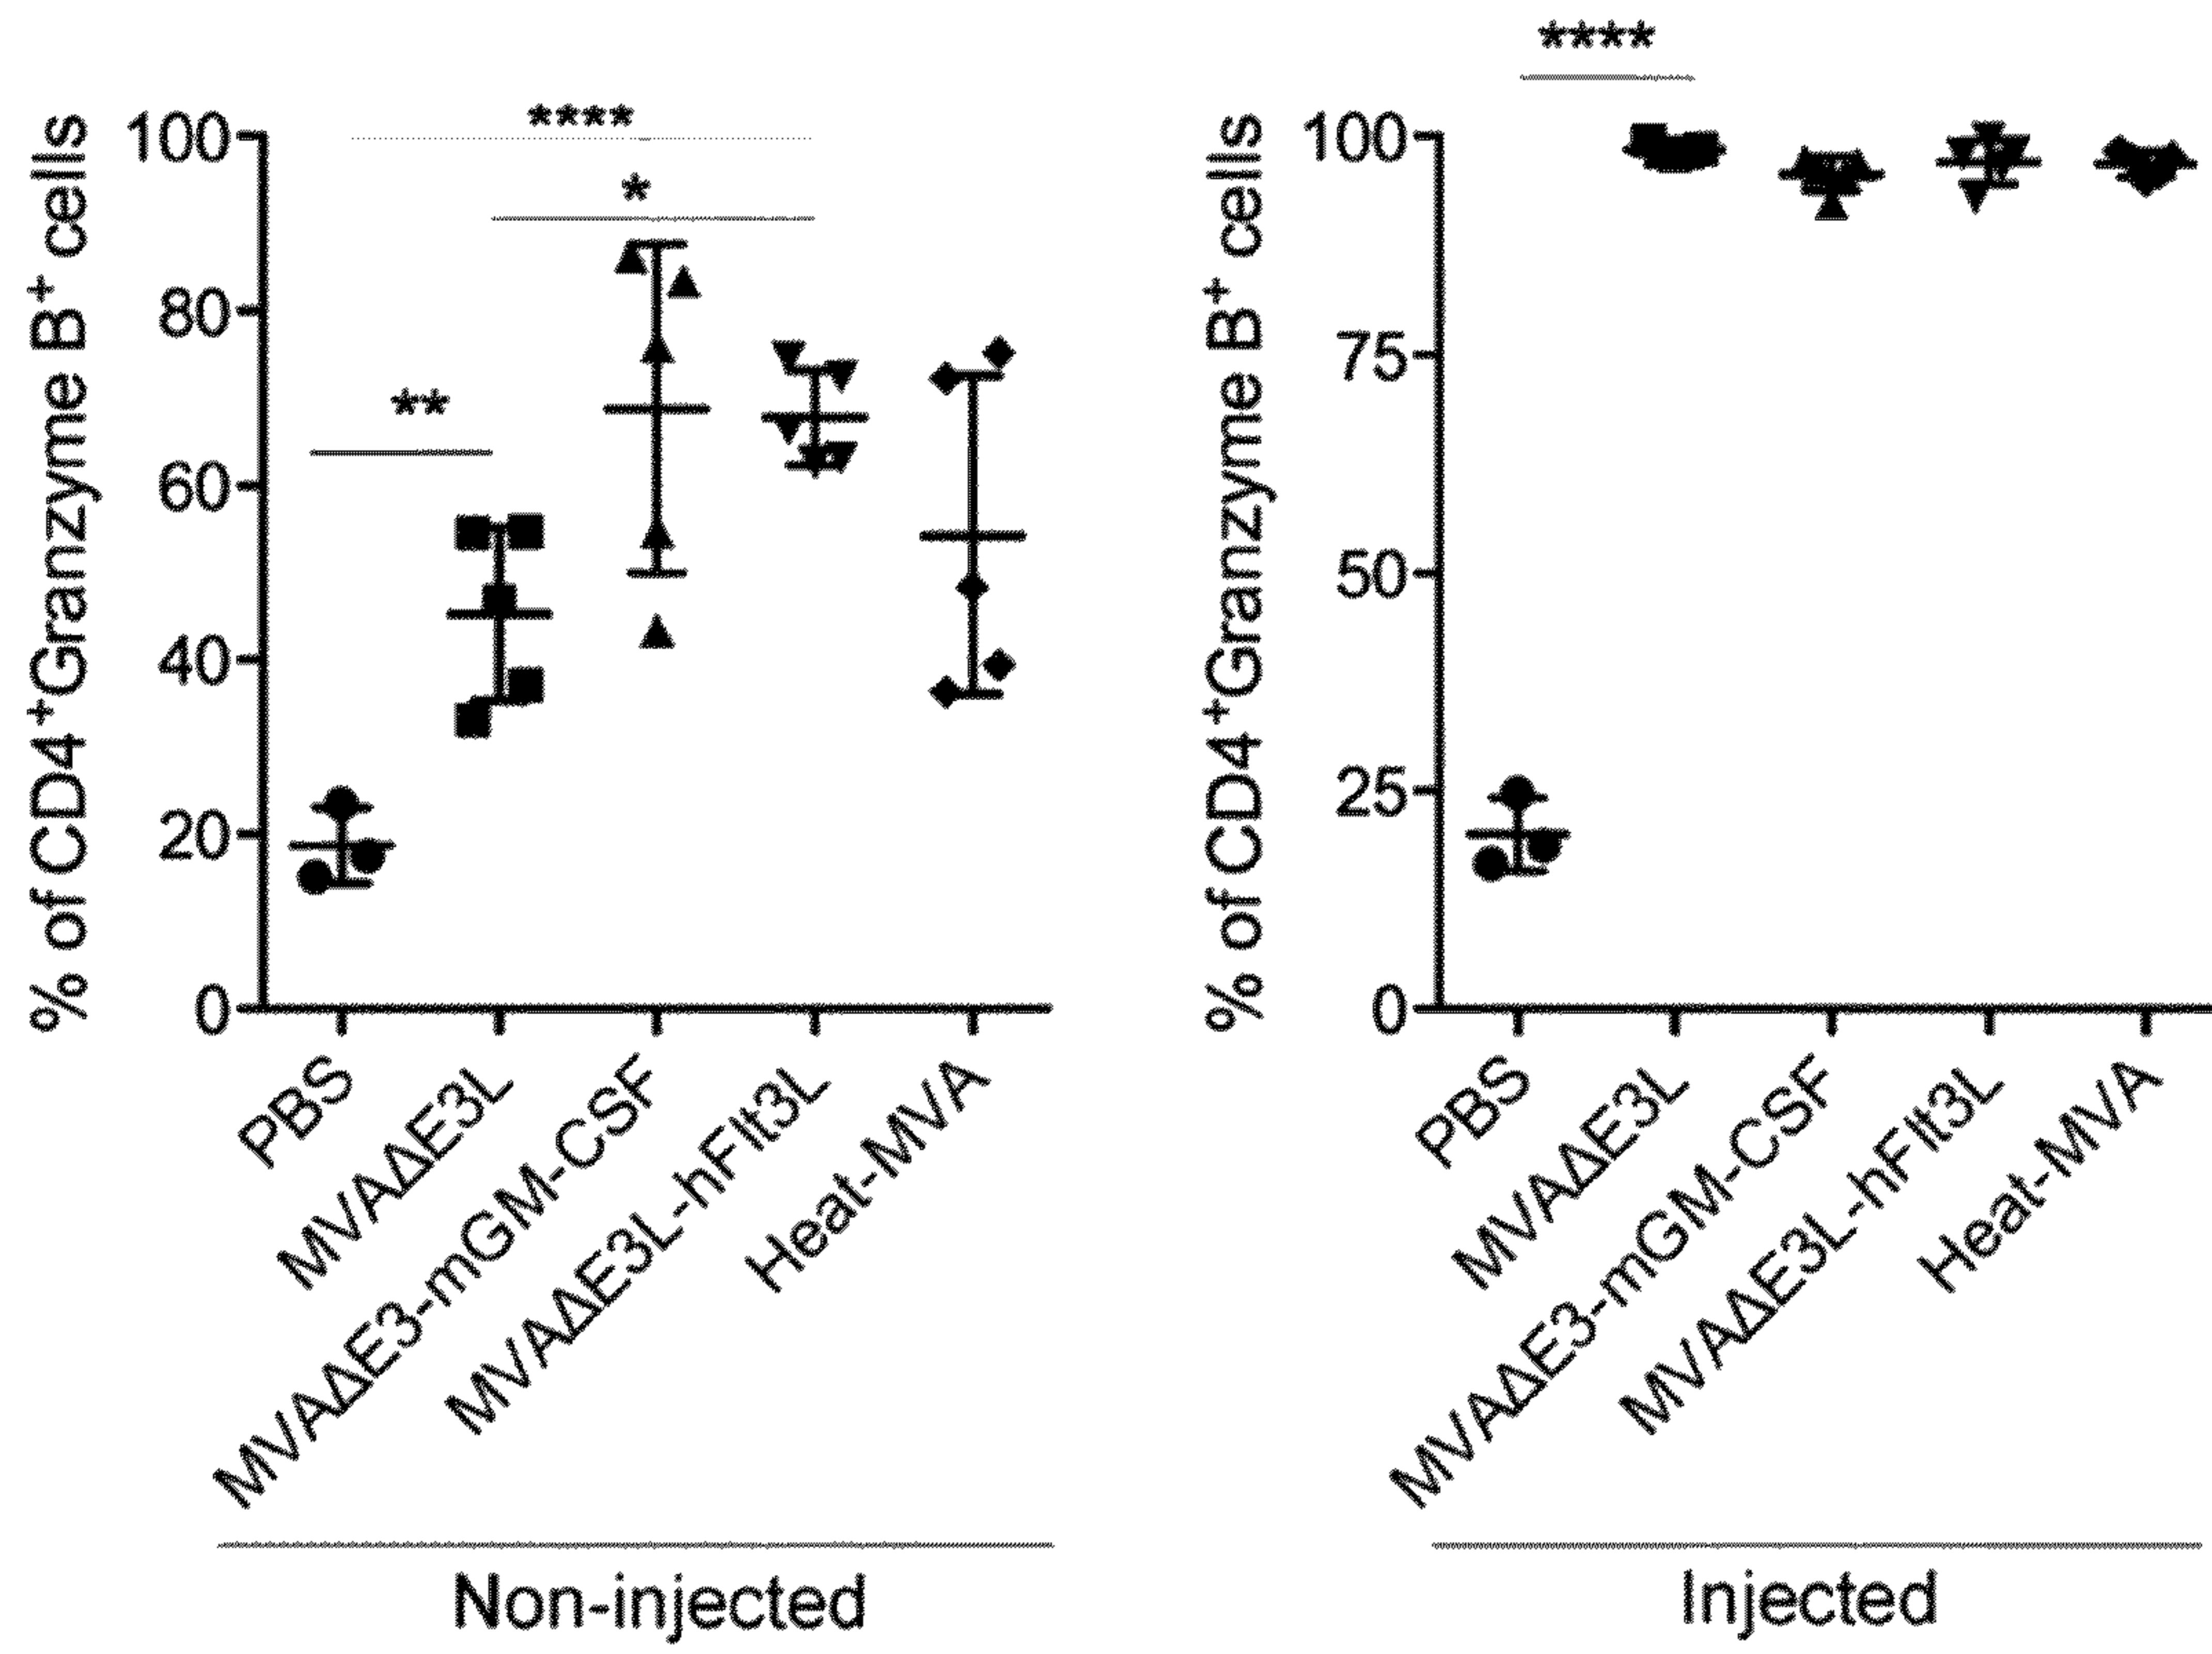 % of CD4⁺Granzyme B⁺ cells
100
80
60
40
20
0
**
****
*
PBS
MVAΔE3L
MVAΔE3-mGM-CSF
MVAΔE3L-hFlt3L
Heat-MVA
Non-injected
% of CD4⁺Granzyme B⁺ cells
100
75
50
25
0
****
PBS
MVAΔE3L
MVAΔE3-mGM-CSF
MVAΔE3L-hFlt3L
Heat-MVA
Injected